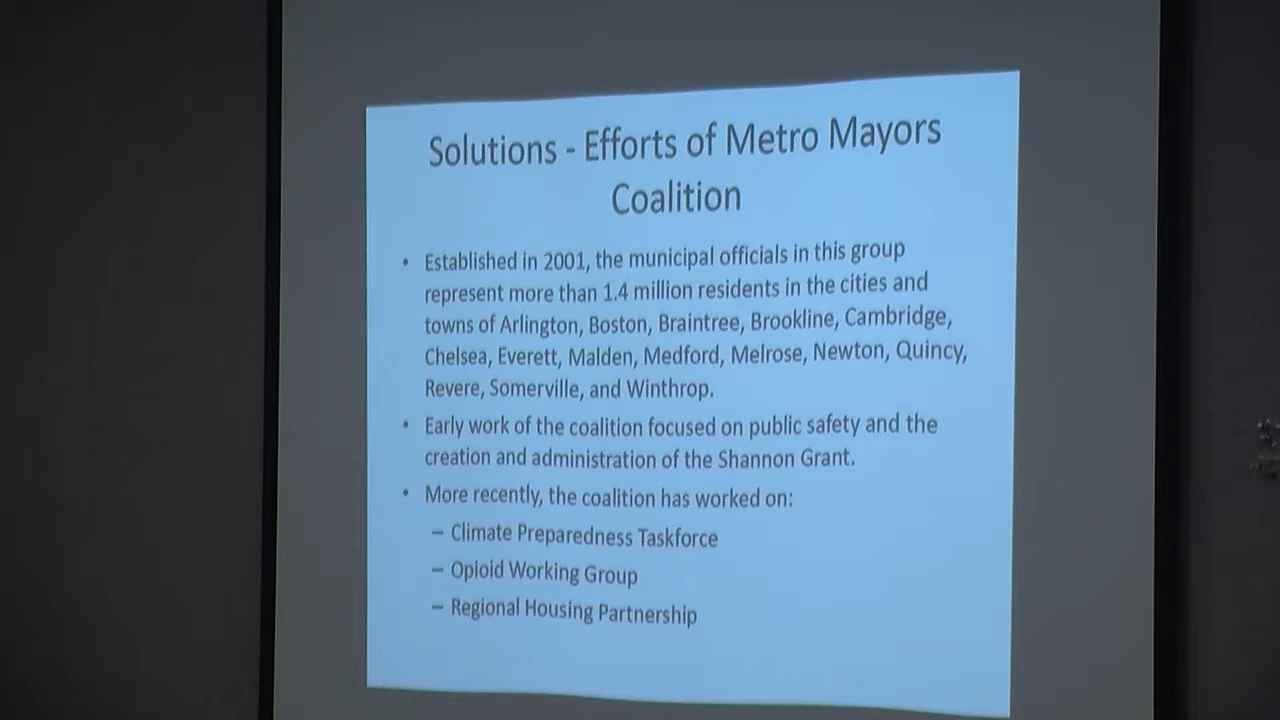 Solutions - Efforts of Metro Mayors
Coalition
• Established in 2001, the municipal officials in this group
represent more than 1.4 million residents in the cities and
towns of Arlington, Boston, Braintree, Brookline, Cambridge,
Chelsea, Everett, Malden, Medford, Melrose, Newton, Quincy,
Revere, Somerville, and Winthrop.
• Early work of the coalition focused on public safety and the
creation and administration of the Shannon Grant.
• More recently, the coalition has worked on:
– Climate Preparedness Taskforce
– Opioid Working Group
– Regional Housing Partnership